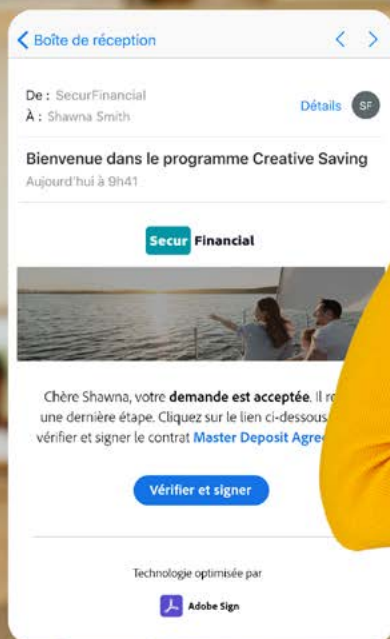 Boîte de réception
De : SecurFinancial
Détails
SF
À : Shawna Smith
Bienvenue dans le programme Creative Saving
Aujourd'hui à 9h41
Secur Financial
Chère Shawna, votre demande est acceptée. Il
une dernière étape. Cliquez sur le lien ci-dessous
vérifier et signer le contrat Master Deposit
Vérifier et signer
Technologie optimisée par
Adobe Sign